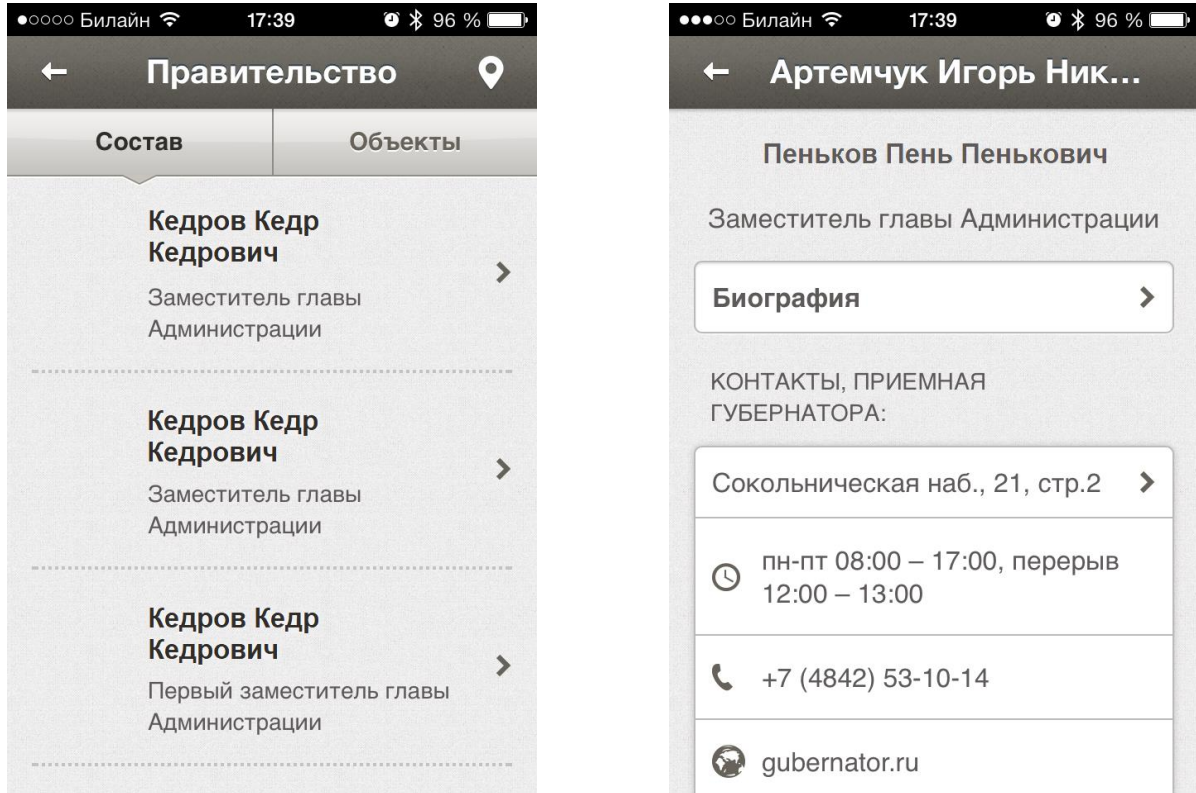 Билайн 17:39 96 %
Правительство
Состав Объекты
Кедров Кедр
Кедрович
Заместитель главы
Администрации
Кедров Кедр
Кедрович
Заместитель главы
Администрации
Кедров Кедр
Кедрович
Первый заместитель главы
Администрации
Билайн 17:39 96 %
Артемчук Игорь Ник...
Пеньков Пень Пенькович
Заместитель главы Администрации
Биография
КОНТАКТЫ, ПРИЕМНАЯ
ГУБЕРНАТОРА:
Сокольническая наб., 21, стр.2
пн-пт 08:00 – 17:00, перерыв
12:00 – 13:00
+7 (4842) 53-10-14
gubernator.ru